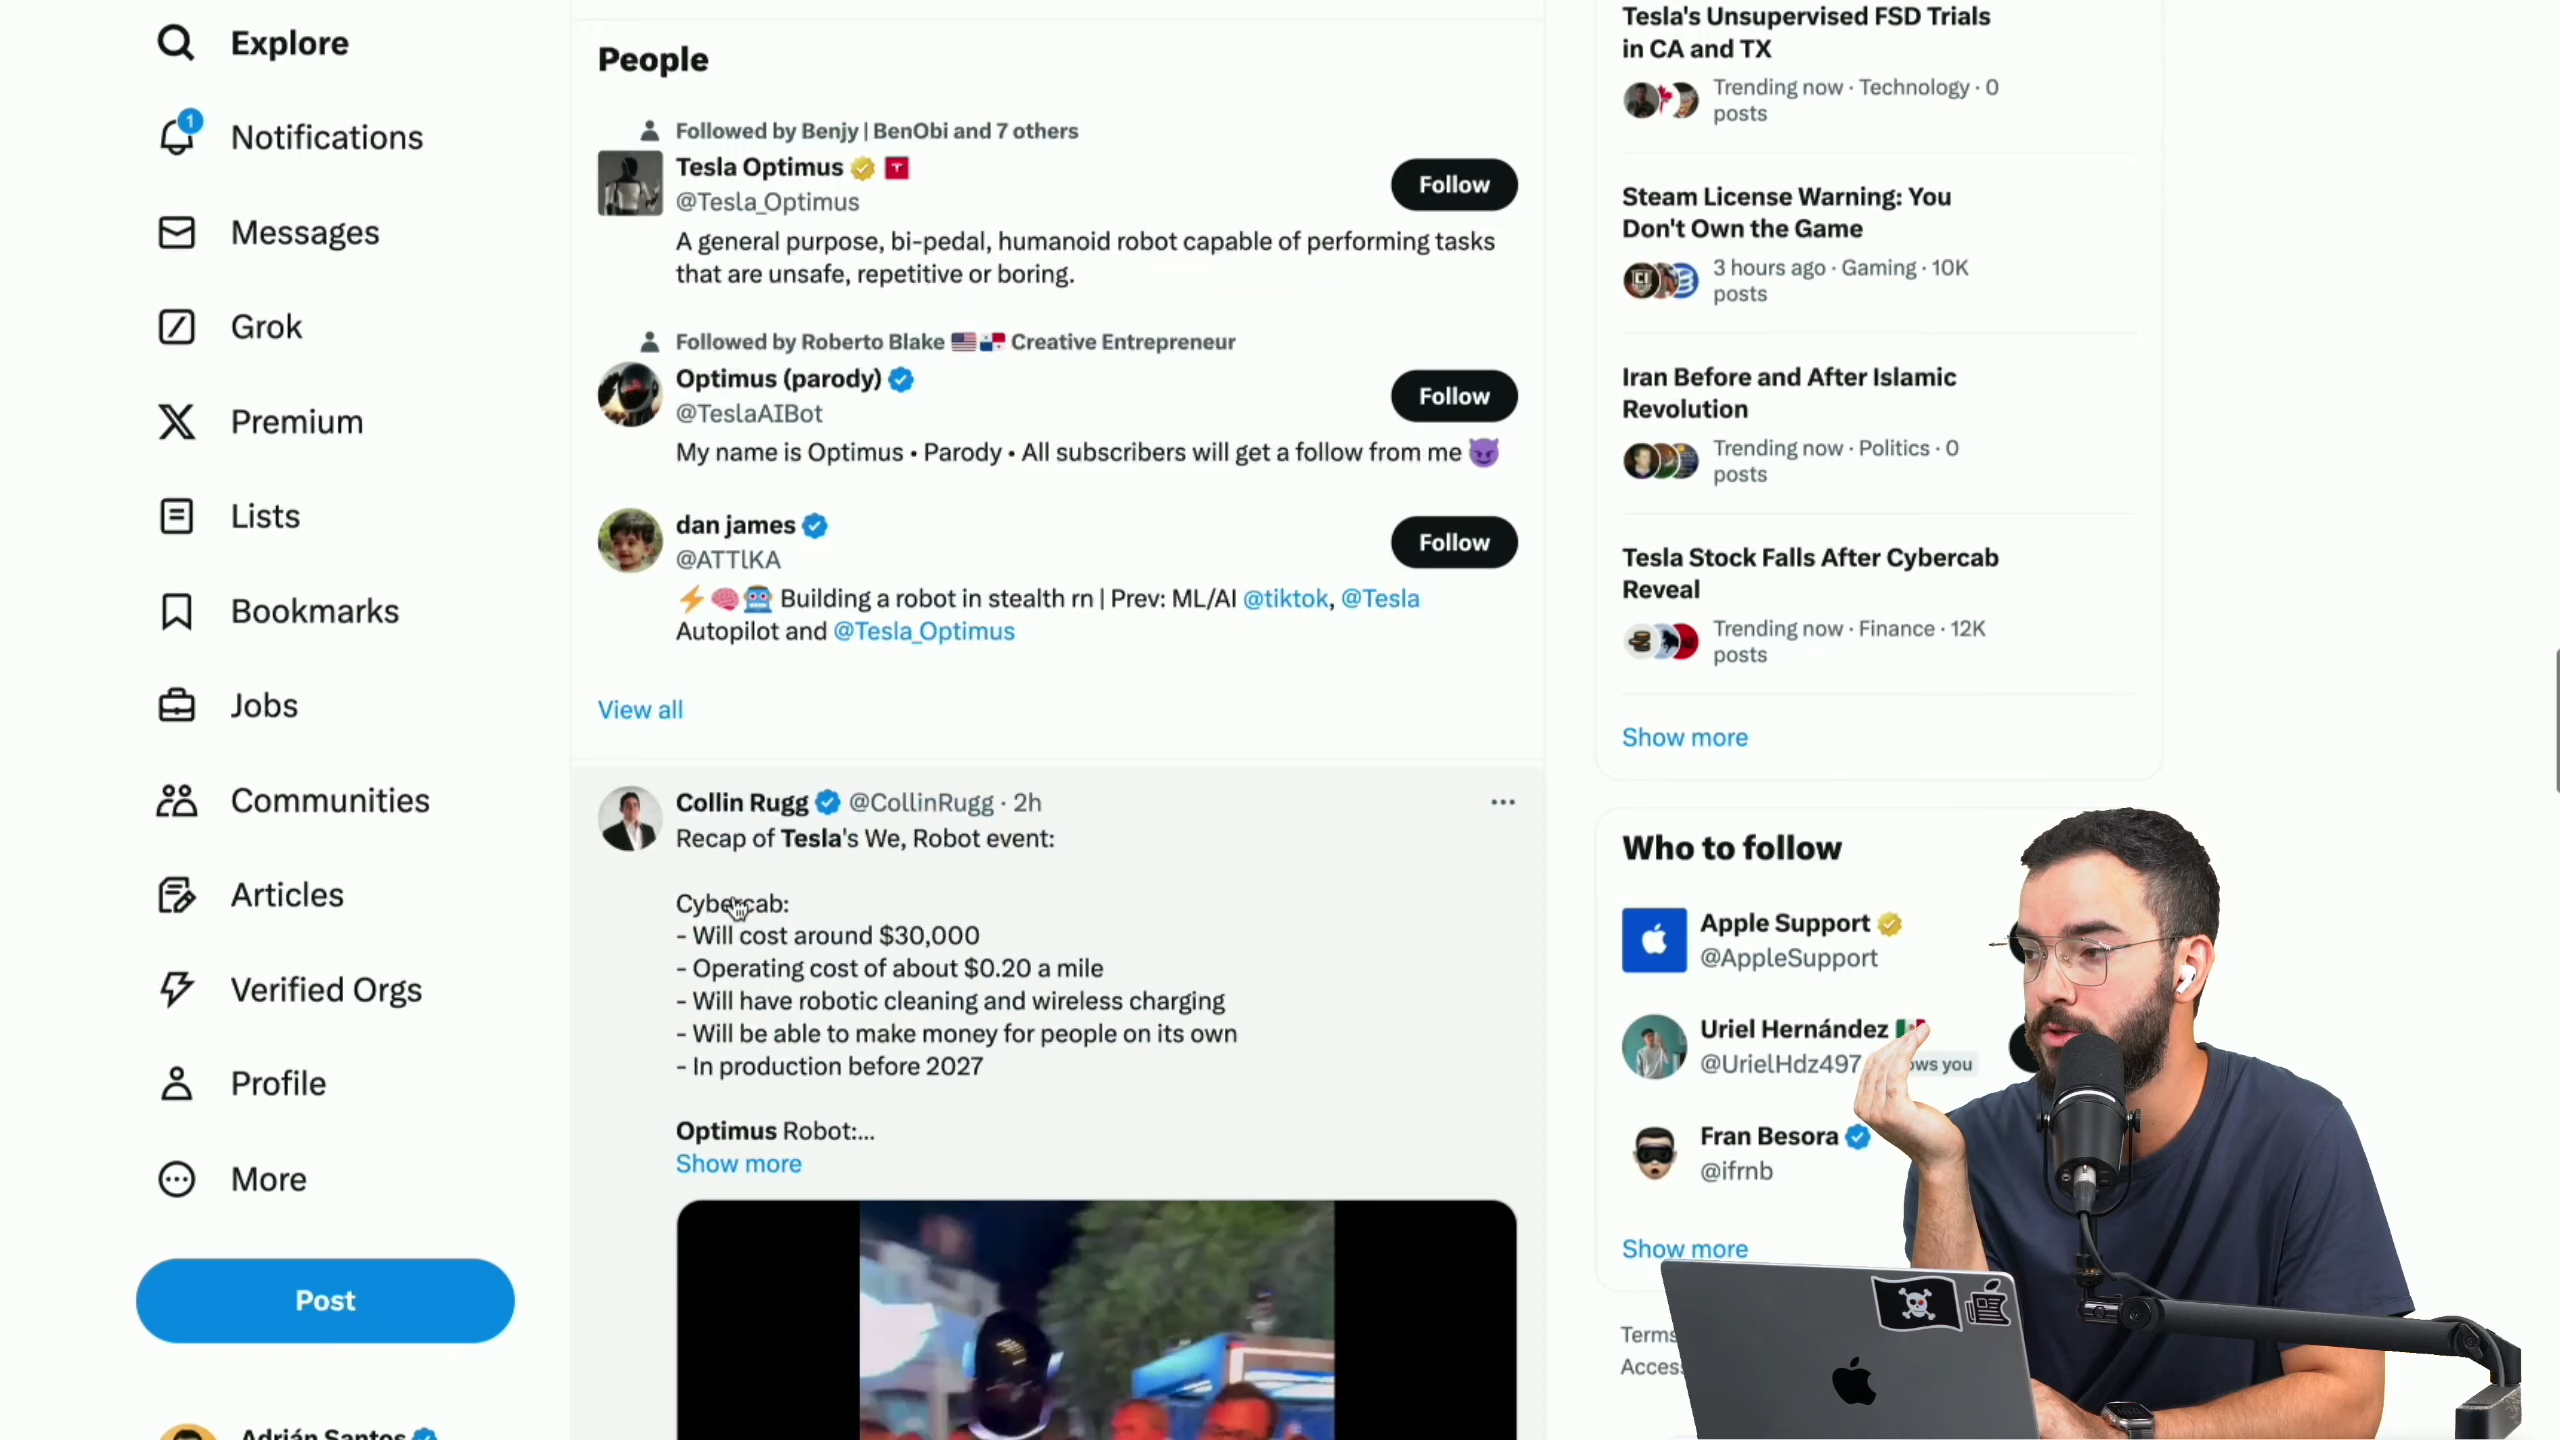 Explore
1
Notifications
Messages
Grok
Premium
Lists
Bookmarks
Jobs
Communities
Articles
Verified Orgs
Profile
More
Post
Adrián Santos
People
Followed by Benjy | BenObi and 7 others
Tesla Optimus
@Tesla_Optimus
Follow
A general purpose, bi-pedal, humanoid robot capable of performing tasks
that are unsafe, repetitive or boring.
Followed by Roberto Blake 🇺🇸🇵🇦 Creative Entrepreneur
Optimus (parody)
@TeslaAIBot
Follow
My name is Optimus • Parody • All subscribers will get a follow from me 😈
dan james
@ATTlKA
Follow
⚡🧠🤖 Building a robot in stealth rn | Prev: ML/AI @tiktok, @Tesla
Autopilot and @Tesla_Optimus
View all
Collin Rugg @CollinRugg · 2h
Recap of Tesla's We, Robot event:
Cybercab:
- Will cost around $30,000
- Operating cost of about $0.20 a mile
- Will have robotic cleaning and wireless charging
- Will be able to make money for people on its own
- In production before 2027
Optimus Robot:...
Show more
Tesla's Unsupervised FSD Trials
in CA and TX
Trending now · Technology · 0
posts
Steam License Warning: You
Don't Own the Game
3 hours ago · Gaming · 10K
posts
Iran Before and After Islamic
Revolution
Trending now · Politics · 0
posts
Tesla Stock Falls After Cybercab
Reveal
Trending now · Finance · 12K
posts
Show more
Who to follow
Apple Support
@AppleSupport
Uriel Hernández 🇲🇽
@UrielHdz497
ows you
Fran Besora
@ifrnb
Show more
Terms
Acces